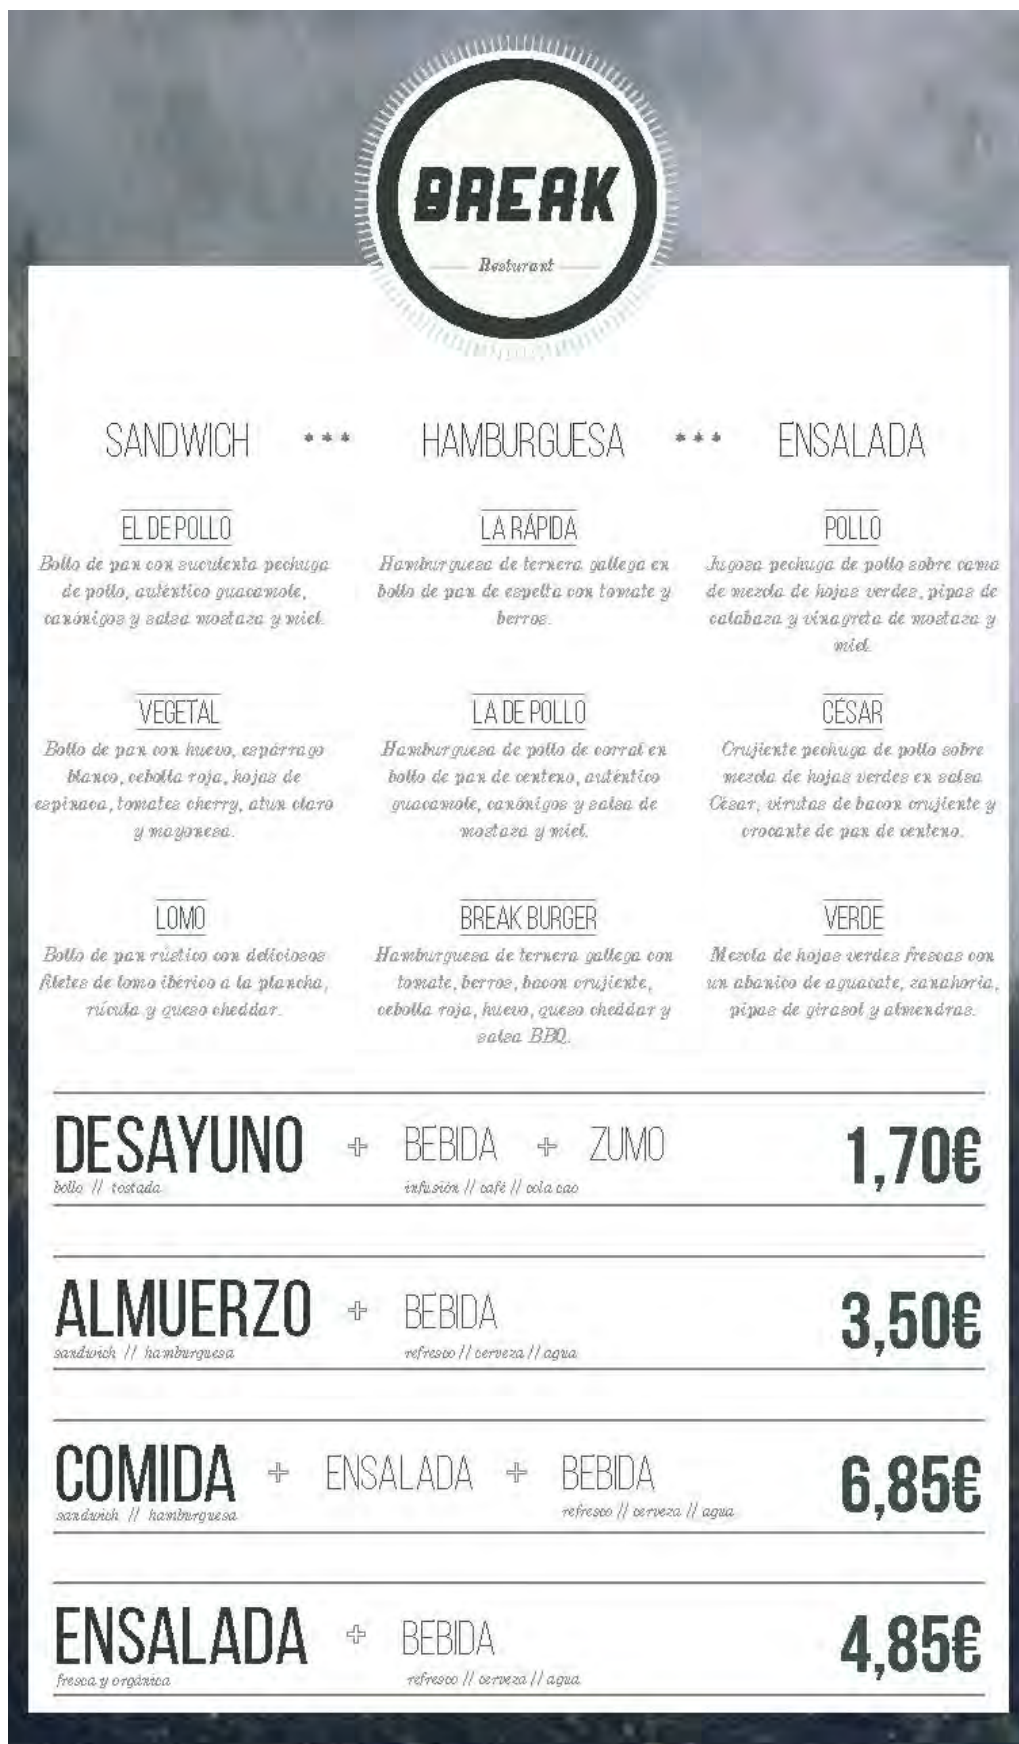 BREAK
Resturant
SANDWICH *** HAMBURGUESA *** ENSALADA
EL DE POLLO
Bollo de pan con suculenta pechuga
de pollo, auténtico guacamole,
canónigos y salsa mostaza y miel.
VEGETAL
Bollo de pan con huevo, espárrago
blanco, cebolla roja, hojas de
espinaca, tomates cherry, atun claro
y mayonesa.
LOMO
Bollo de pan rústico con deliciosos
filetes de lomo ibérico a la plancha,
rúcula y queso cheddar.
LA RÁPIDA
Hamburguesa de ternera gallega en
bollo de pan de espelta con tomate y
berros.
LA DE POLLO
Hamburguesa de pollo de corral en
bollo de pan de centeno, auténtico
guacamole, canónigos y salsa de
mostaza y miel.
BREAK BURGER
Hamburguesa de ternera gallega con
tomate, berros, bacon crujiente,
cebolla roja, huevo, queso cheddar y
salsa BBQ.
POLLO
Jugosa pechuga de pollo sobre cama
de mezcla de hojas verdes, pipas de
calabaza y vinagreta de mostaza y
miel.
CÉSAR
Crujiente pechuga de pollo sobre
mezcla de hojas verdes en salsa
César, virutas de bacon crujiente y
crocante de pan de centeno.
VERDE
Mezcla de hojas verdes frescas con
un abanico de aguacate, zanahoria,
pipas de girasol y almendras.
DESAYUNO + BEBIDA + ZUMO 1,70€
bollo // tostada infusión // café // cola cao
ALMUERZO + BEBIDA 3,50€
sandwich // hamburguesa refresco // cerveza // agua
COMIDA + ENSALADA + BEBIDA 6,85€
sandwich // hamburguesa refresco // cerveza // agua
ENSALADA + BEBIDA 4,85€
fresca y orgánica refresco // cerveza // agua